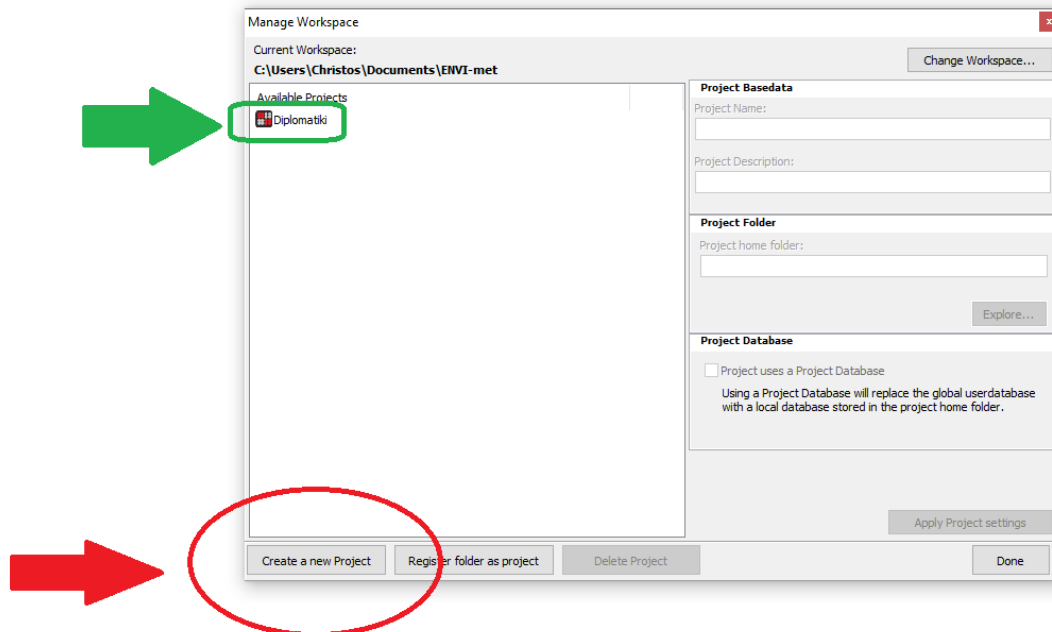 Manage Workspace
x
Current Workspace:
C:\Users\Christos\Documents\ENVI-met
Change Workspace...
Available Projects
Diplomatiki
Project Basedata
Project Name:
Project Description:
Project Folder
Project home folder:
Explore...
Project Database
Project uses a Project Database
Using a Project Database will replace the global userdatabase
with a local database stored in the project home folder.
Apply Project settings
Create a new Project
Register folder as project
Delete Project
Done